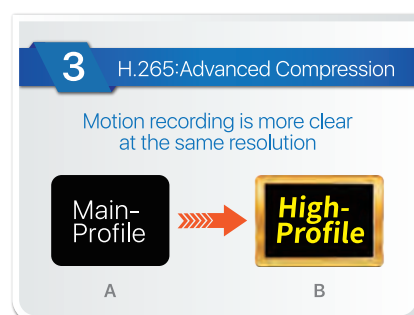 3
H.265:Advanced Compression
Motion recording is more clear
at the same resolution
Main-
Profile
High-
Profile
A
B